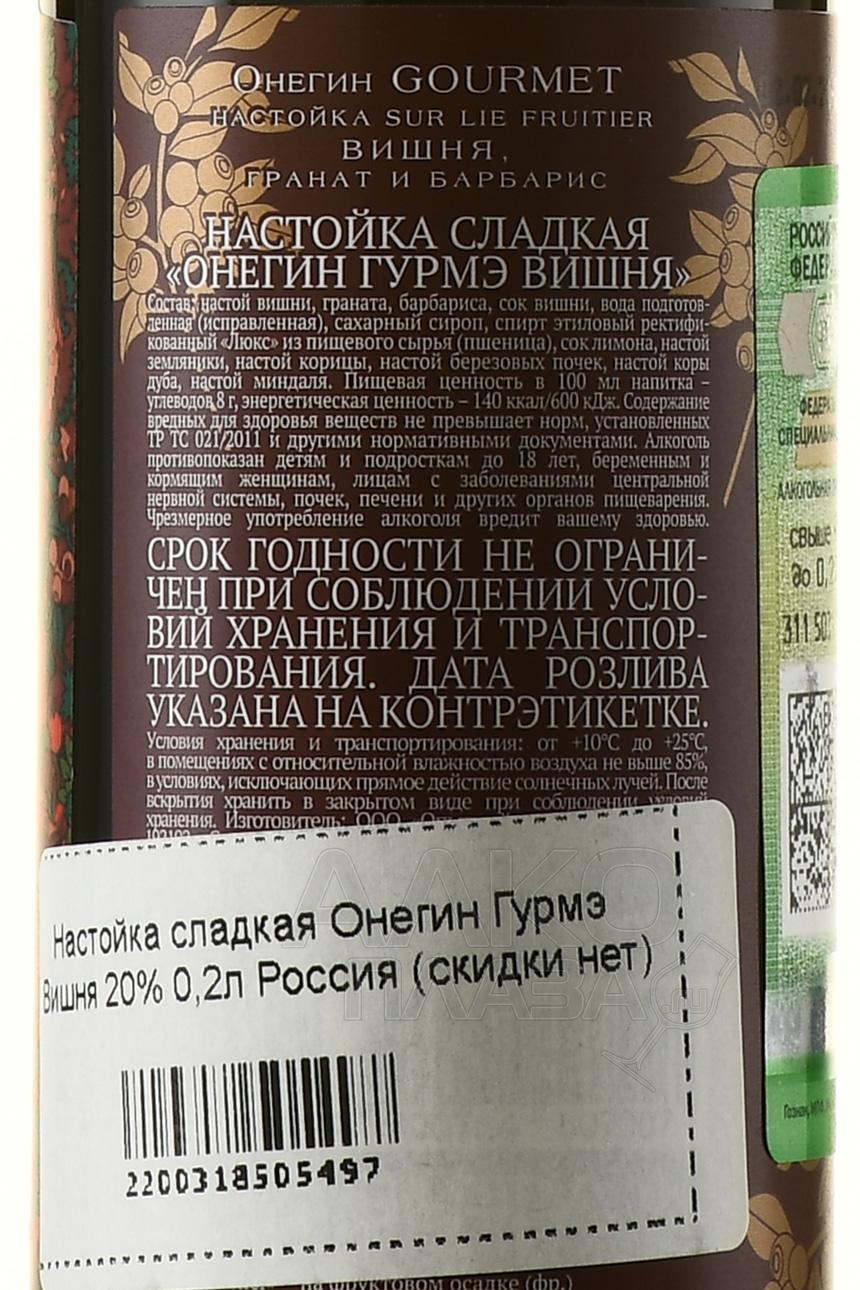 Онегин GOURMET
НАСТОЙКА SUR LIE FRUITIER
ВИШНЯ,
ГРАНАТ И БАРБАРИС
НАСТОЙКА СЛАДКАЯ
«ОНЕГИН ГУРМЭ ВИШНЯ»
Состав: настой вишни, граната, барбариса, сок вишни, вода подготов-
ленная (исправленная), сахарный сироп, спирт этиловый ректифи-
кованный «Люкс» из пищевого сырья (пшеница), сок лимона, настой
земляники, настой корицы, настой березовых почек, настой коры
дуба, настой миндаля. Пищевая ценность в 100 мл напитка –
углеводов 8 г, энергетическая ценность – 140 ккал/600 кДж. Содержание
вредных для здоровья веществ не превышает норм, установленных
ТР ТС 021/2011 и другими нормативными документами. Алкоголь
противопоказан детям и подросткам до 18 лет, беременным и
кормящим женщинам, лицам с заболеваниями центральной
нервной системы, почек, печени и других органов пищеварения.
Чрезмерное употребление алкоголя вредит вашему здоровью.
СРОК ГОДНОСТИ НЕ ОГРАНИ-
ЧЕН ПРИ СОБЛЮДЕНИИ УСЛО-
ВИЙ ХРАНЕНИЯ И ТРАНСПОР-
ТИРОВАНИЯ. ДАТА РОЗЛИВА
УКАЗАНА НА КОНТРЭТИКЕТКЕ.
Условия хранения и транспортирования: от +10°C до +25°C,
в помещениях с относительной влажностью воздуха не выше 85%,
в условиях, исключающих прямое действие солнечных лучей. После
вскрытия хранить в закрытом виде при соблюдении условий
хранения. Изготовитель: ООО
Настойка сладкая Онегин Гурмэ
Вишня 20% 0,2л Россия (скидки нет)
2200318505497
на фруктовом осадке (фр.)
РОССИЙ
ФЕДЕРА
ФЕДЕРА
СПЕЦИАЛЬН
АЛКОГОЛЬНАЯ
свыше
до 0,2
311 503
АЛКО
ПЛАЗА
.ru